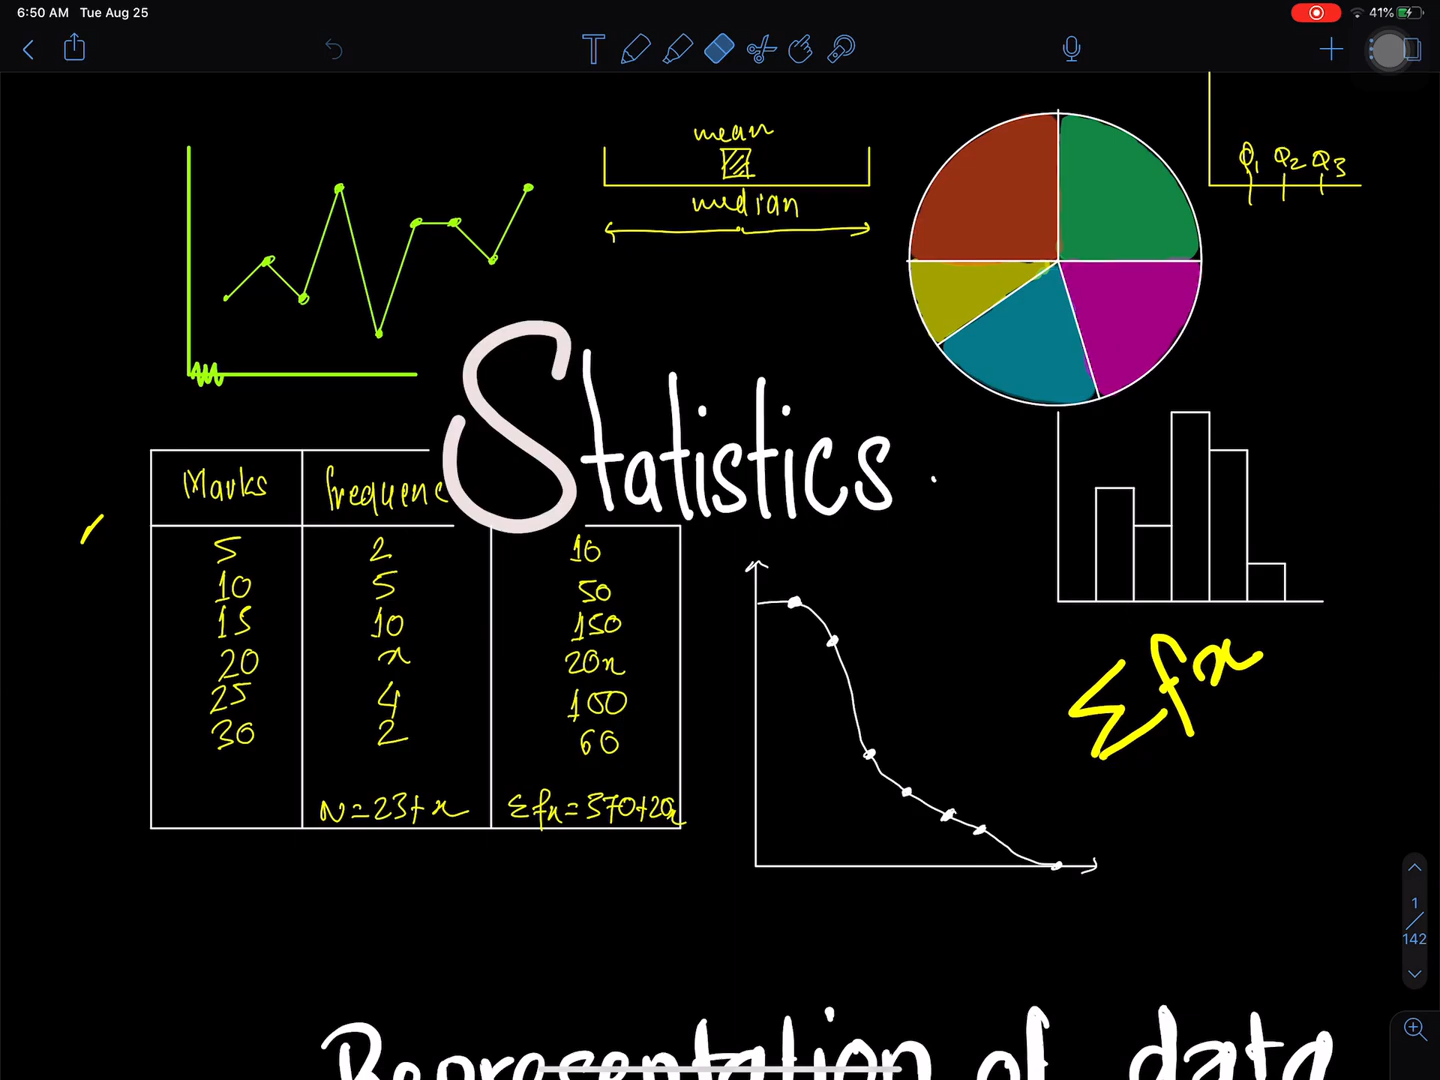 6:50 AM Tue Aug 25
41%
T
mean
median
Q1 Q2 Q3
Statistics.
Marks frequenc
5 2 10
10 5 50
15 10 150
20 x 20x
25 4 100
30 2 60
N=23+x Σfx=370+20x
Σfx
1
142
Representation of data